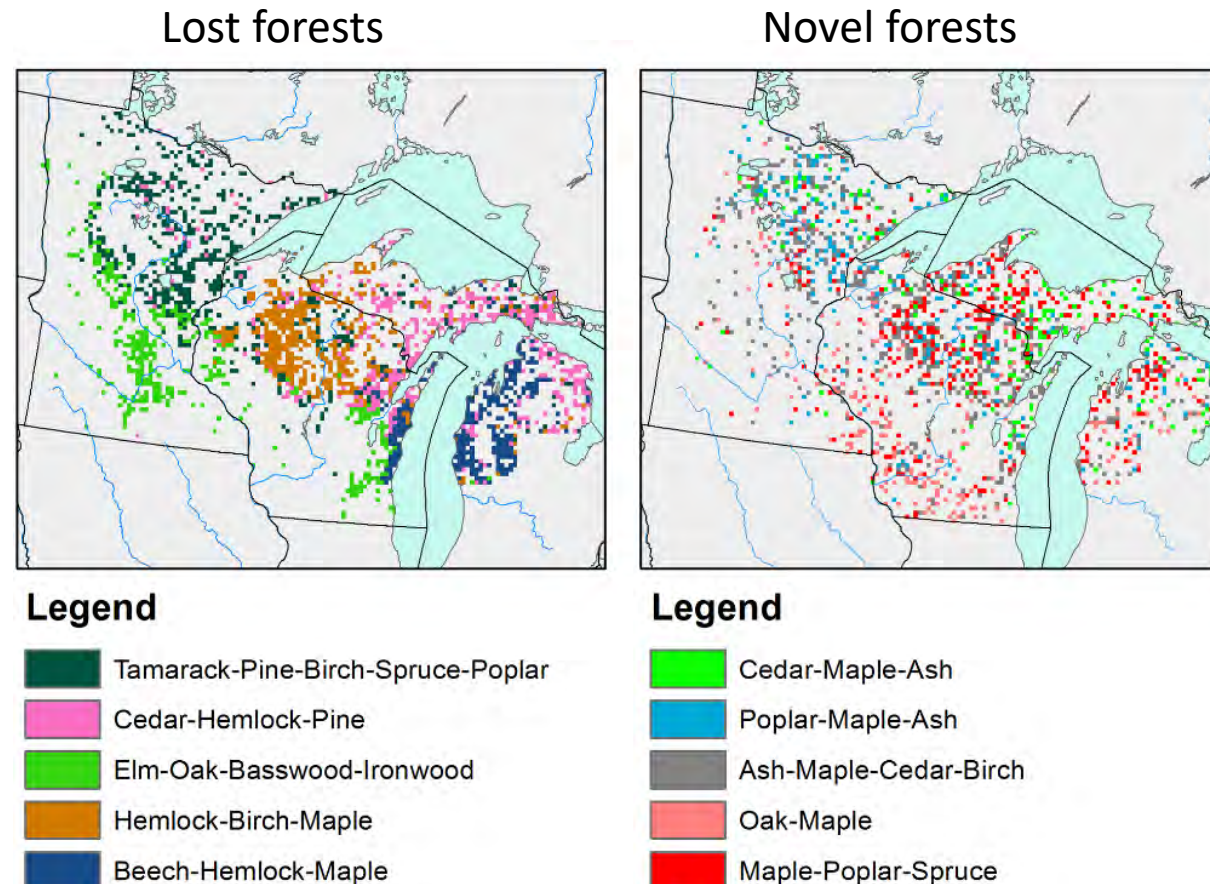 Lost forests
Novel forests
Legend
Tamarack-Pine-Birch-Spruce-Poplar
Cedar-Hemlock-Pine
Elm-Oak-Basswood-Ironwood
Hemlock-Birch-Maple
Beech-Hemlock-Maple
Legend
Cedar-Maple-Ash
Poplar-Maple-Ash
Ash-Maple-Cedar-Birch
Oak-Maple
Maple-Poplar-Spruce